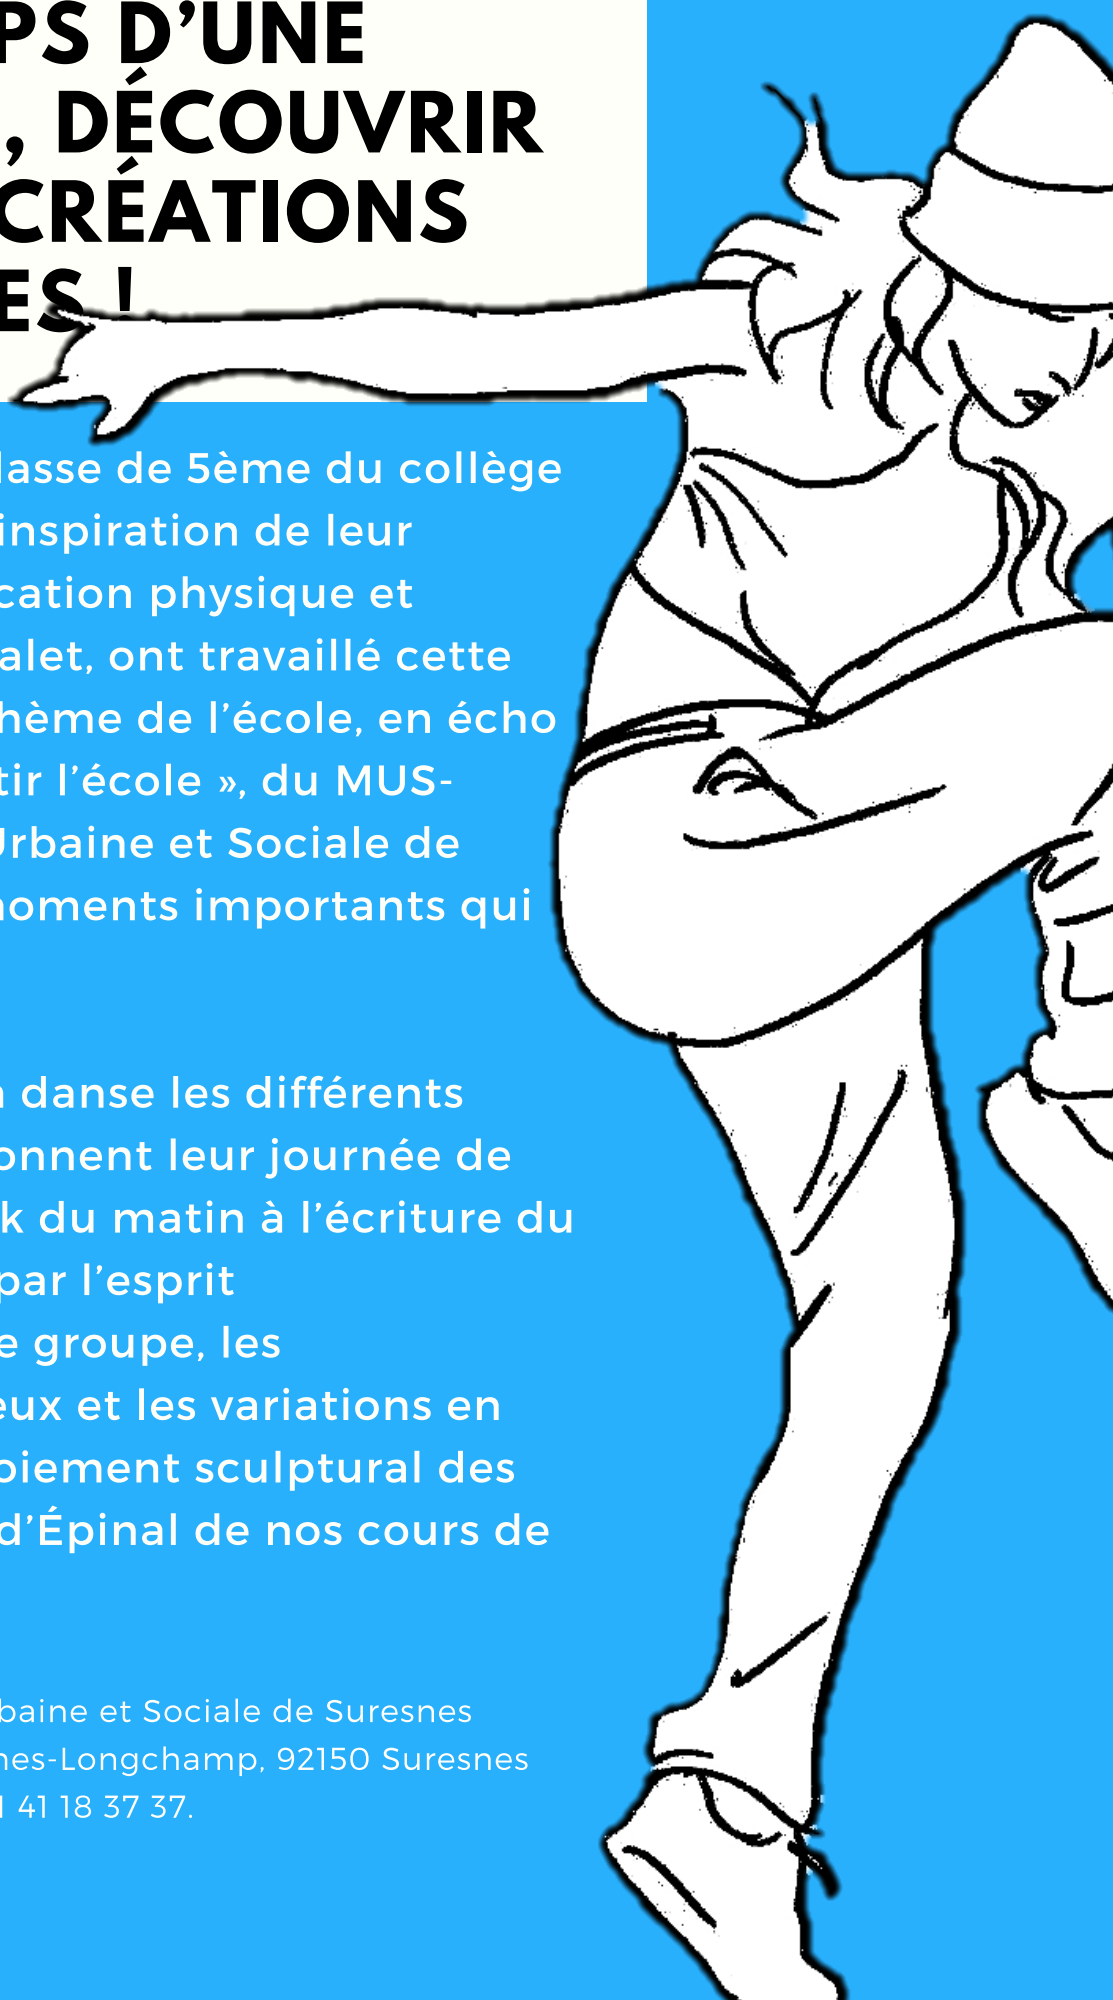 PS D’UNE
, DÉCOUVRIR
CRÉATIONS
ES !
lasse de 5ème du collège
inspiration de leur
cation physique et
alet, ont travaillé cette
hème de l’école, en écho
tir l’école », du MUS-
Urbaine et Sociale de
moments importants qui
danse les différents
onnent leur journée de
k du matin à l’écriture du
par l’esprit
e groupe, les
eux et les variations en
oiement sculptural des
d’Épinal de nos cours de
baine et Sociale de Suresnes
nes-Longchamp, 92150 Suresnes
1 41 18 37 37.